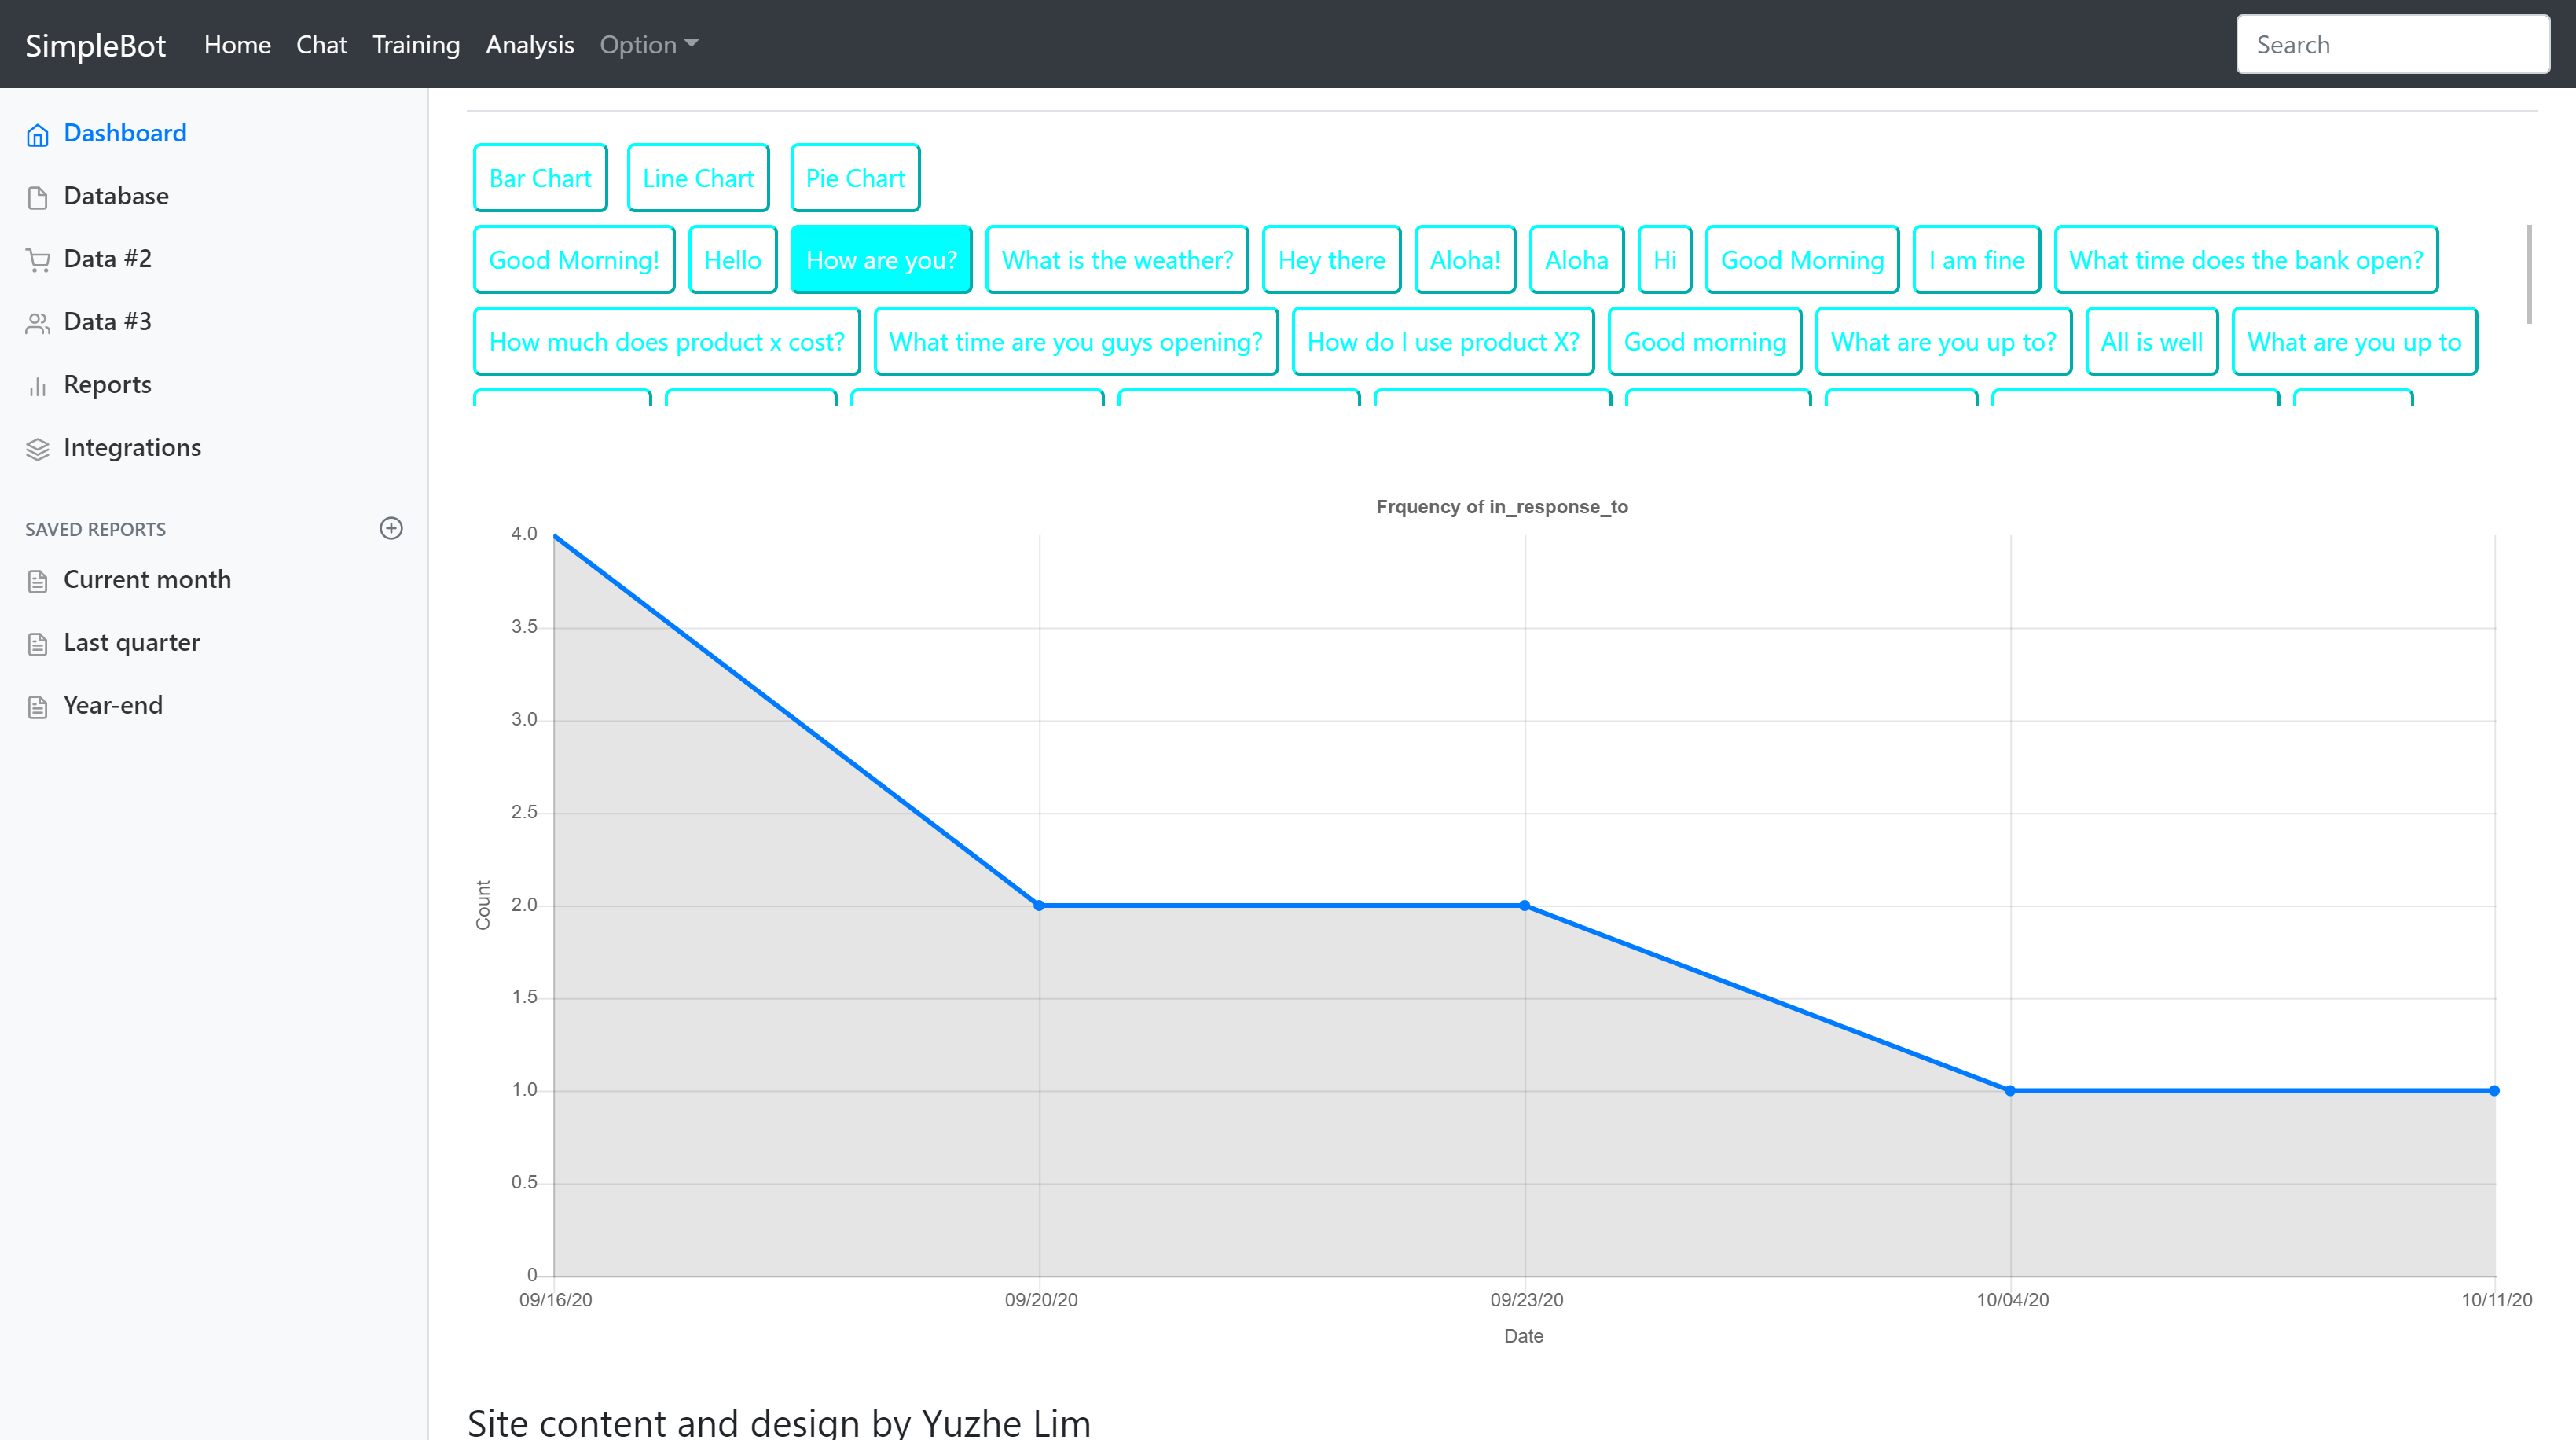 SimpleBot Home Chat Training Analysis Option Search
Dashboard
Database
Data #2
Data #3
Reports
Integrations
SAVED REPORTS
Current month
Last quarter
Year-end
Bar Chart Line Chart Pie Chart
Good Morning! Hello How are you? What is the weather? Hey there Aloha! Aloha Hi Good Morning I am fine What time does the bank open?
How much does product x cost? What time are you guys opening? How do I use product X? Good morning What are you up to? All is well What are you up to
Frquency of in_response_to
4.0
3.5
3.0
2.5
2.0
1.5
1.0
0.5
0
Count
09/16/20 09/20/20 09/23/20 10/04/20 10/11/20
Date
Site content and design by Yuzhe Lim